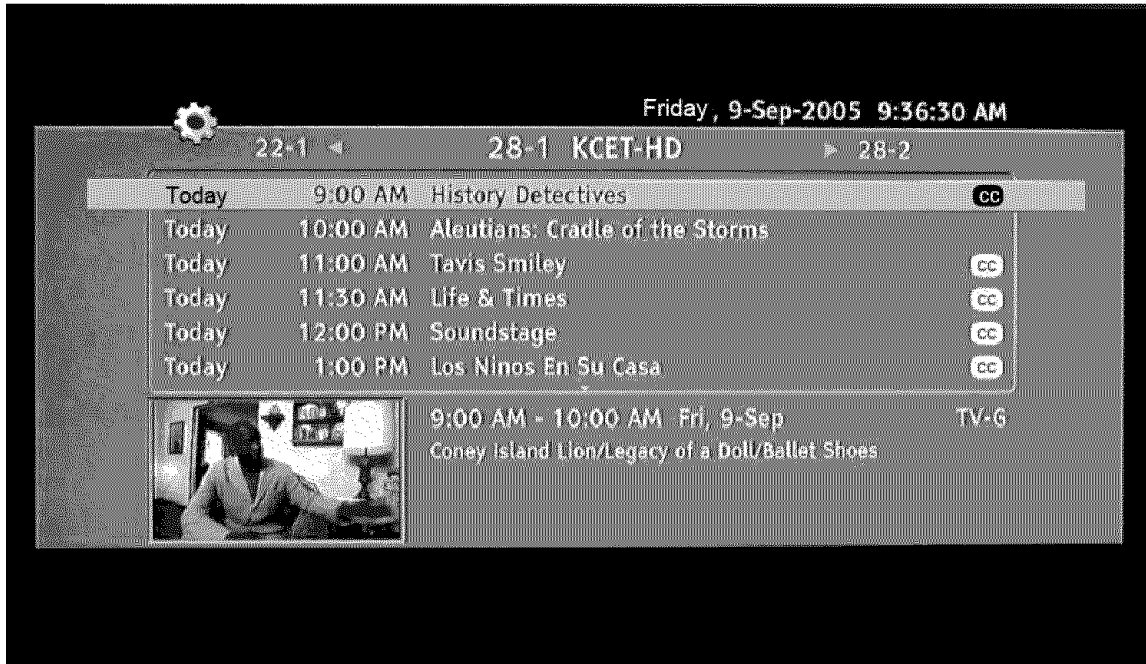 Friday, 9-Sep-2005 9:36:30 AM
22-1 28-1 KCET-HD 28-2
Today 9:00 AM History Detectives CC
Today 10:00 AM Aleutians: Cradle of the Storms
Today 11:00 AM Tavis Smiley CC
Today 11:30 AM Life & Times CC
Today 12:00 PM Soundstage CC
Today 1:00 PM Los Ninos En Su Casa CC
9:00 AM - 10:00 AM Fri, 9-Sep TV-G
Coney Island Lion/Legacy of a Doll/Ballet Shoes